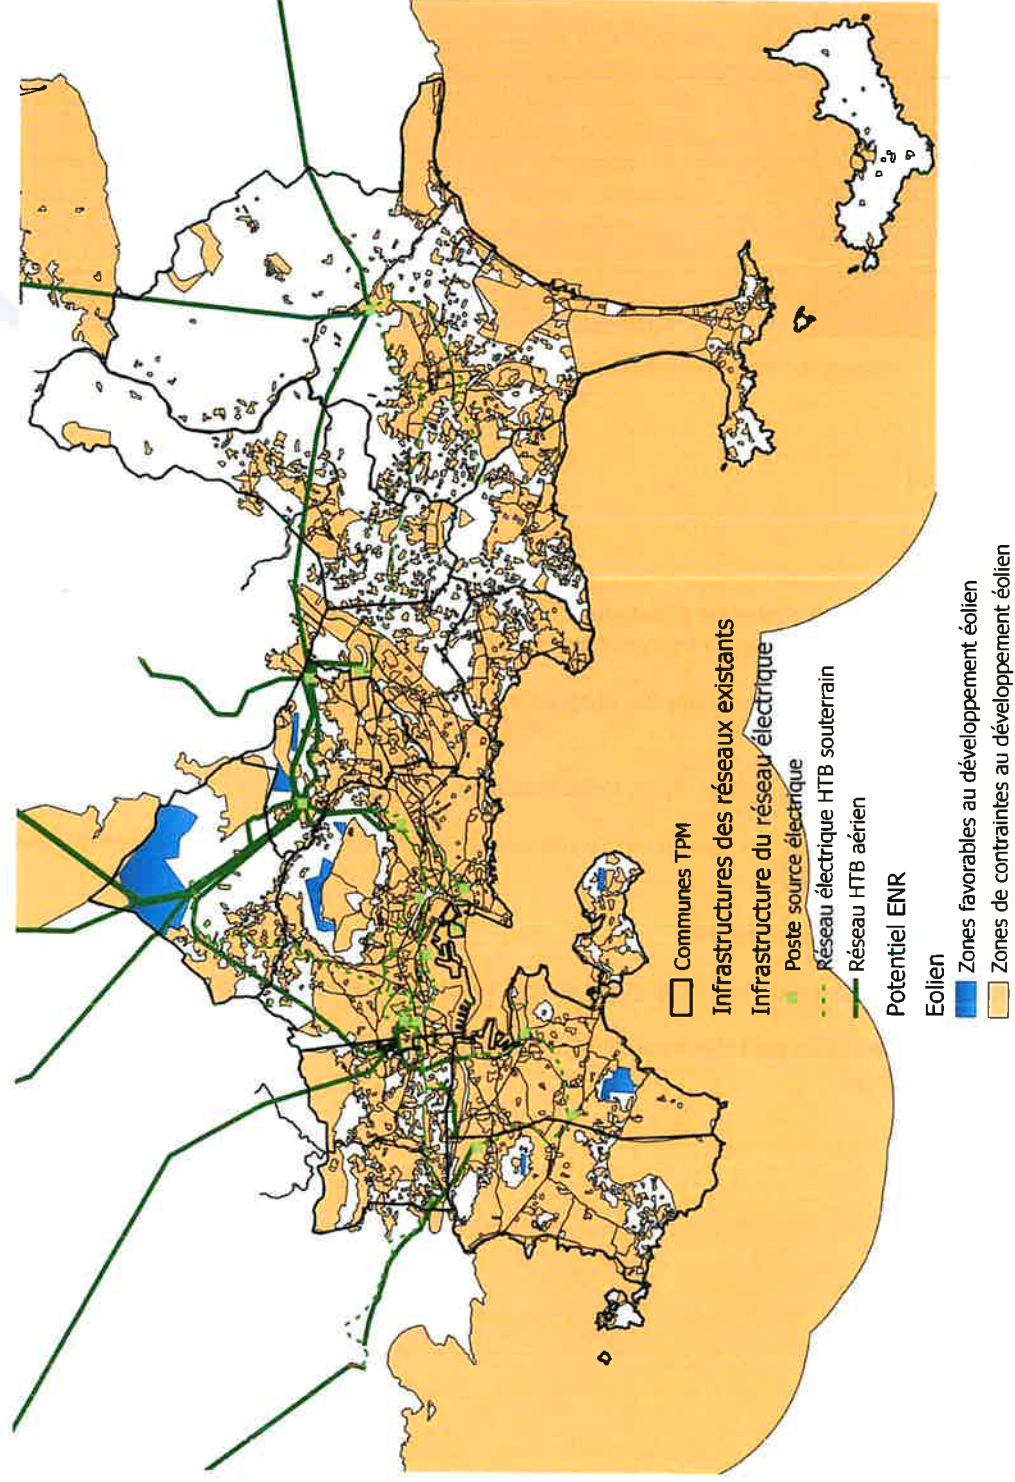 Communes TPM
Infrastructures des réseaux existants
Infrastructure du réseau électrique
Poste source électrique
Réseau électrique HTB souterrain
Réseau HTB aérien
Potentiel ENR
Eolien
Zones favorables au développement éolien
Zones de contraintes au développement éolien